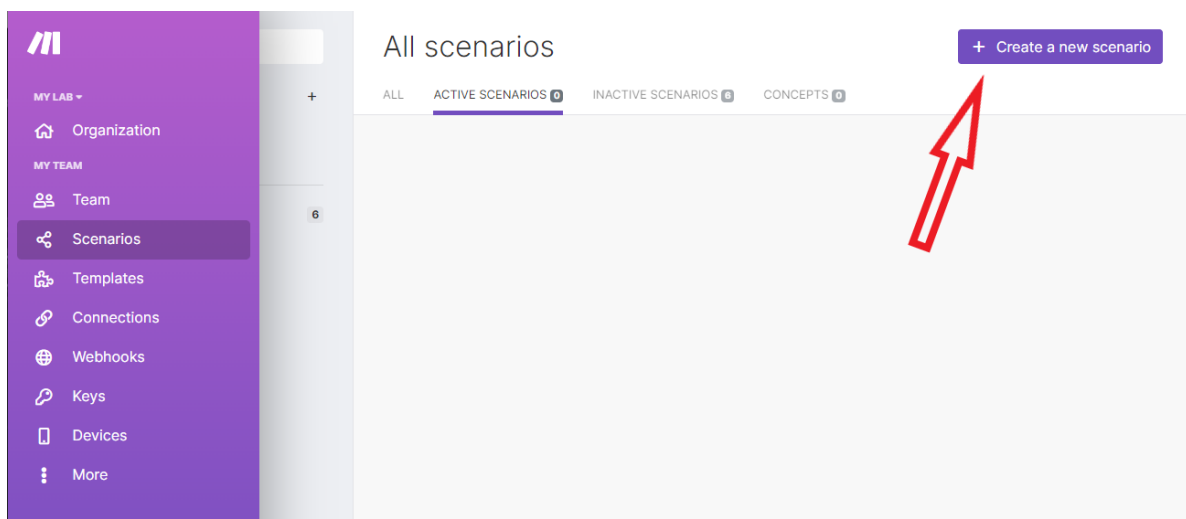 MY LAB
Organization
MY TEAM
Team
Scenarios
Templates
Connections
Webhooks
Keys
Devices
More
+
6
All scenarios
+ Create a new scenario
ALL ACTIVE SCENARIOS 0 INACTIVE SCENARIOS 6 CONCEPTS 0